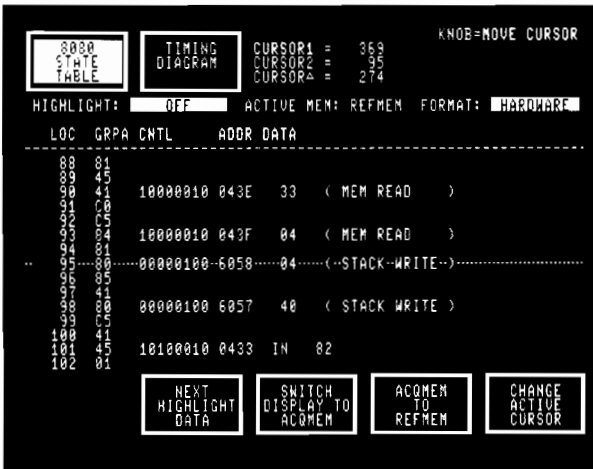 KNOB=MOVE CURSOR
8080 STATE TABLE
TIMING DIAGRAM
CURSOR1 = 369
CURSOR2 = 95
CURSOR△ = 274
HIGHLIGHT: OFF ACTIVE MEM: REFMEM FORMAT: HARDWARE
LOC GRPA CNTL ADDR DATA
88 81
89 45
90 41 10000010 043E 33 ( MEM READ )
91 C0
92 C5
93 84 10000010 043F 04 ( MEM READ )
94 81
95 80 00000100 6058 04 ( STACK WRITE )
96 85
97 41
98 80 00000100 6057 40 ( STACK WRITE )
99 C5
100 41
101 45 10100010 0433 IN 82
102 01
NEXT HIGHLIGHT DATA
SWITCH DISPLAY TO ACQMEM
ACQMEM TO REFMEM
CHANGE ACTIVE CURSOR